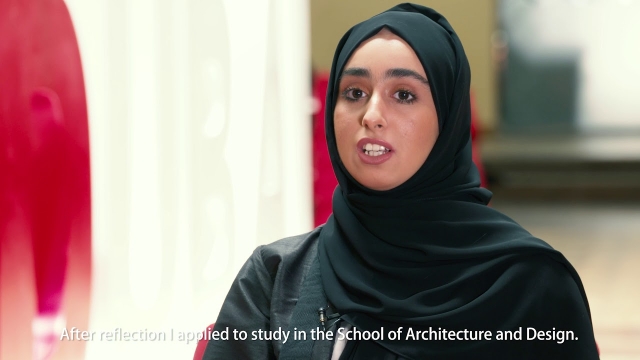 After reflection I applied to study in the School of Architecture and Design.